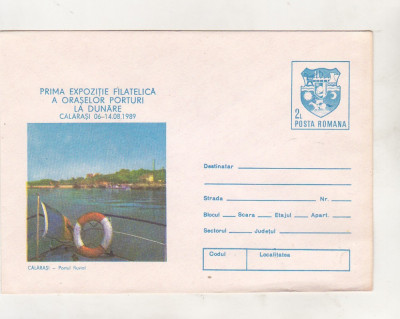 PRIMA EXPOZIȚIE FILATELICĂ
A ORAȘELOR PORTURI
LA DUNĂRE
CALARAȘI 06-14.08.1989
2L
POSTA ROMANA
Destinatar
Strada Nr.
Blocul Scara Etajul Apart.
Sectorul Județul
Codul Localitatea
CALARAȘI — Portul fluvial